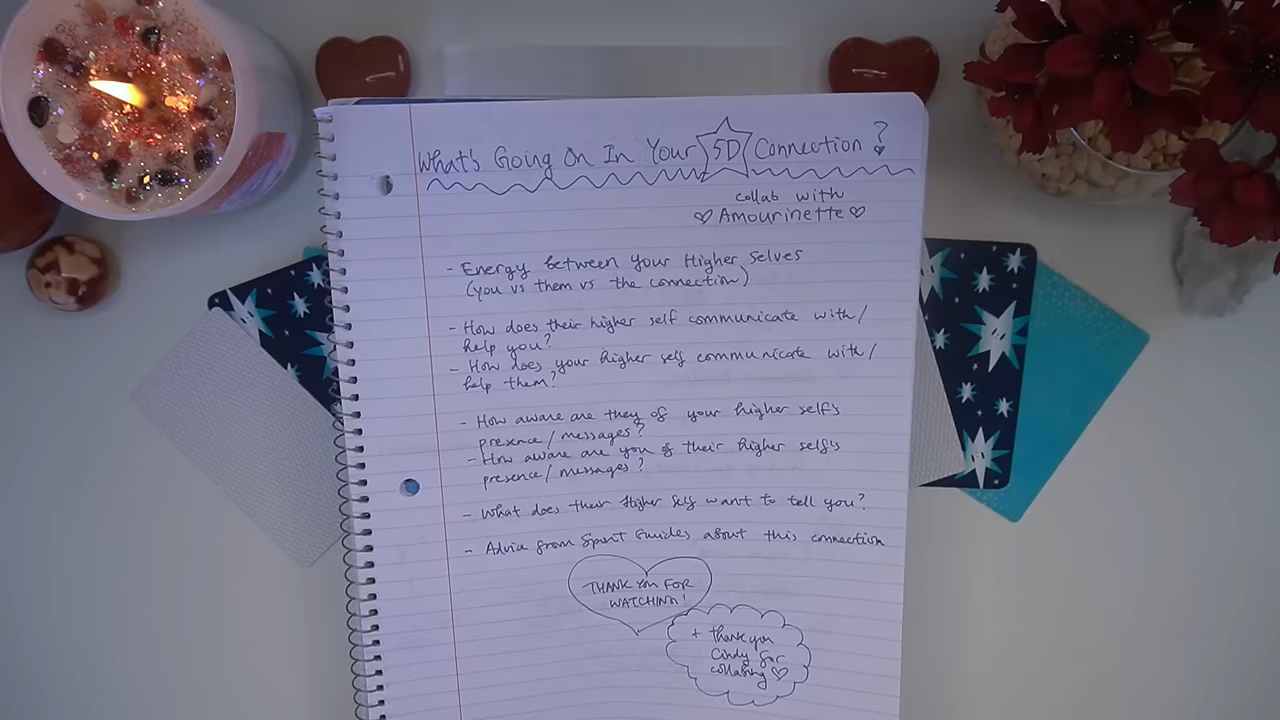 What's Going On In Your 5D Connection?
collab with
♡ Amourinette ♡
- Energy between your Higher selves
(you vs them vs the connection)
- How does their higher self communicate with/
help you?
- How does your higher self communicate with/
help them?
- How aware are they of your higher self's
presence/messages?
- How aware are you of their higher self's
presence/messages?
- What does their Higher Self want to tell you?
- Advice from Spirit Guides about this connection
THANK YOU FOR
WATCHING!
+ thank you
Cindy for
collabing ♡